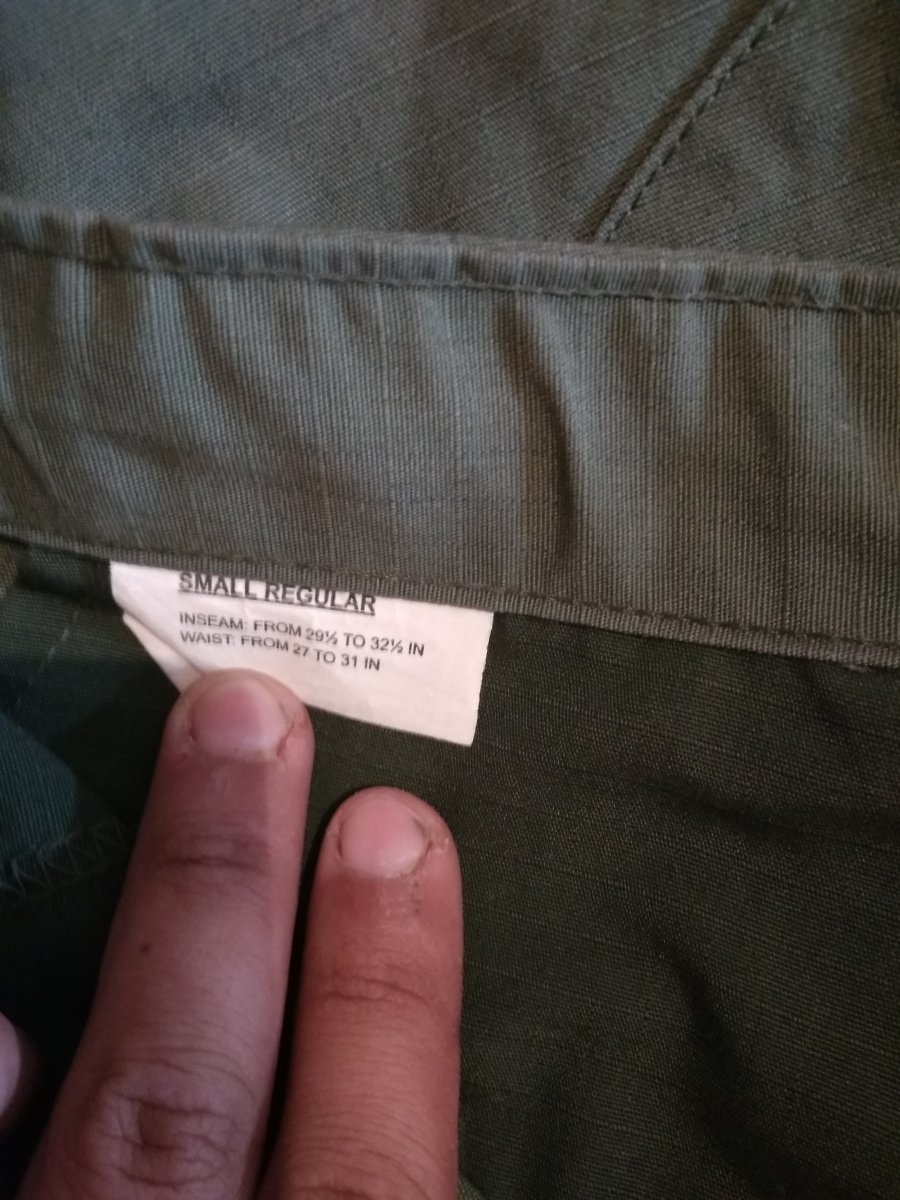 SMALL REGULAR
INSEAM: FROM 29½ TO 32½ IN
WAIST: FROM 27 TO 31 IN